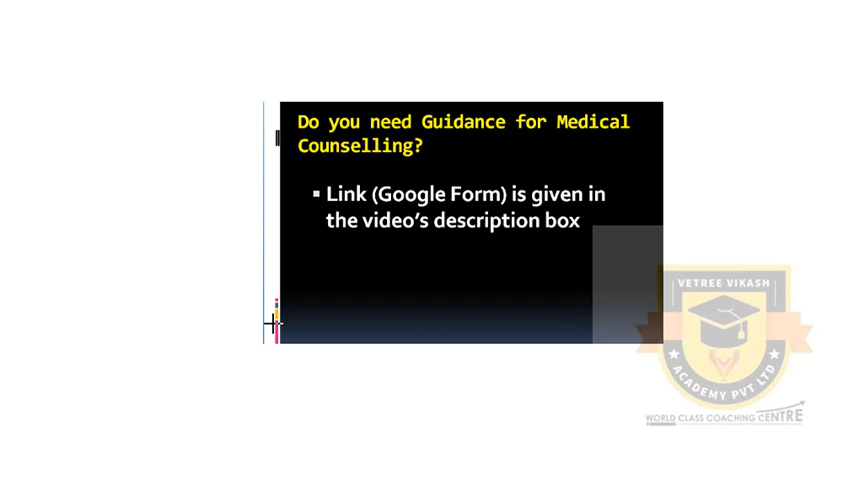 Do you need Guidance for Medical
Counselling?
Link (Google Form) is given in
the video's description box
VETREE VIKASH
ACADEMY PVT LTD
WORLD CLASS COACHING CENTRE